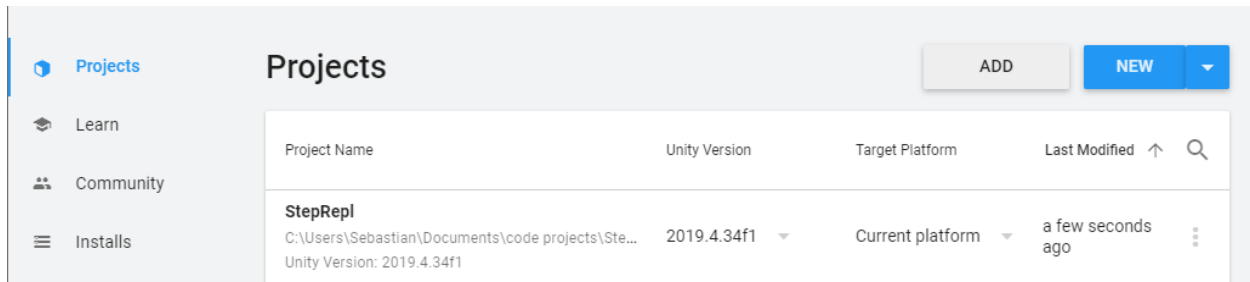 Projects
Learn
Community
Installs
Projects
ADD
NEW
Project Name
Unity Version
Target Platform
Last Modified
StepRepl
C:\Users\Sebastian\Documents\code projects\Ste...
Unity Version: 2019.4.34f1
2019.4.34f1
Current platform
a few seconds
ago